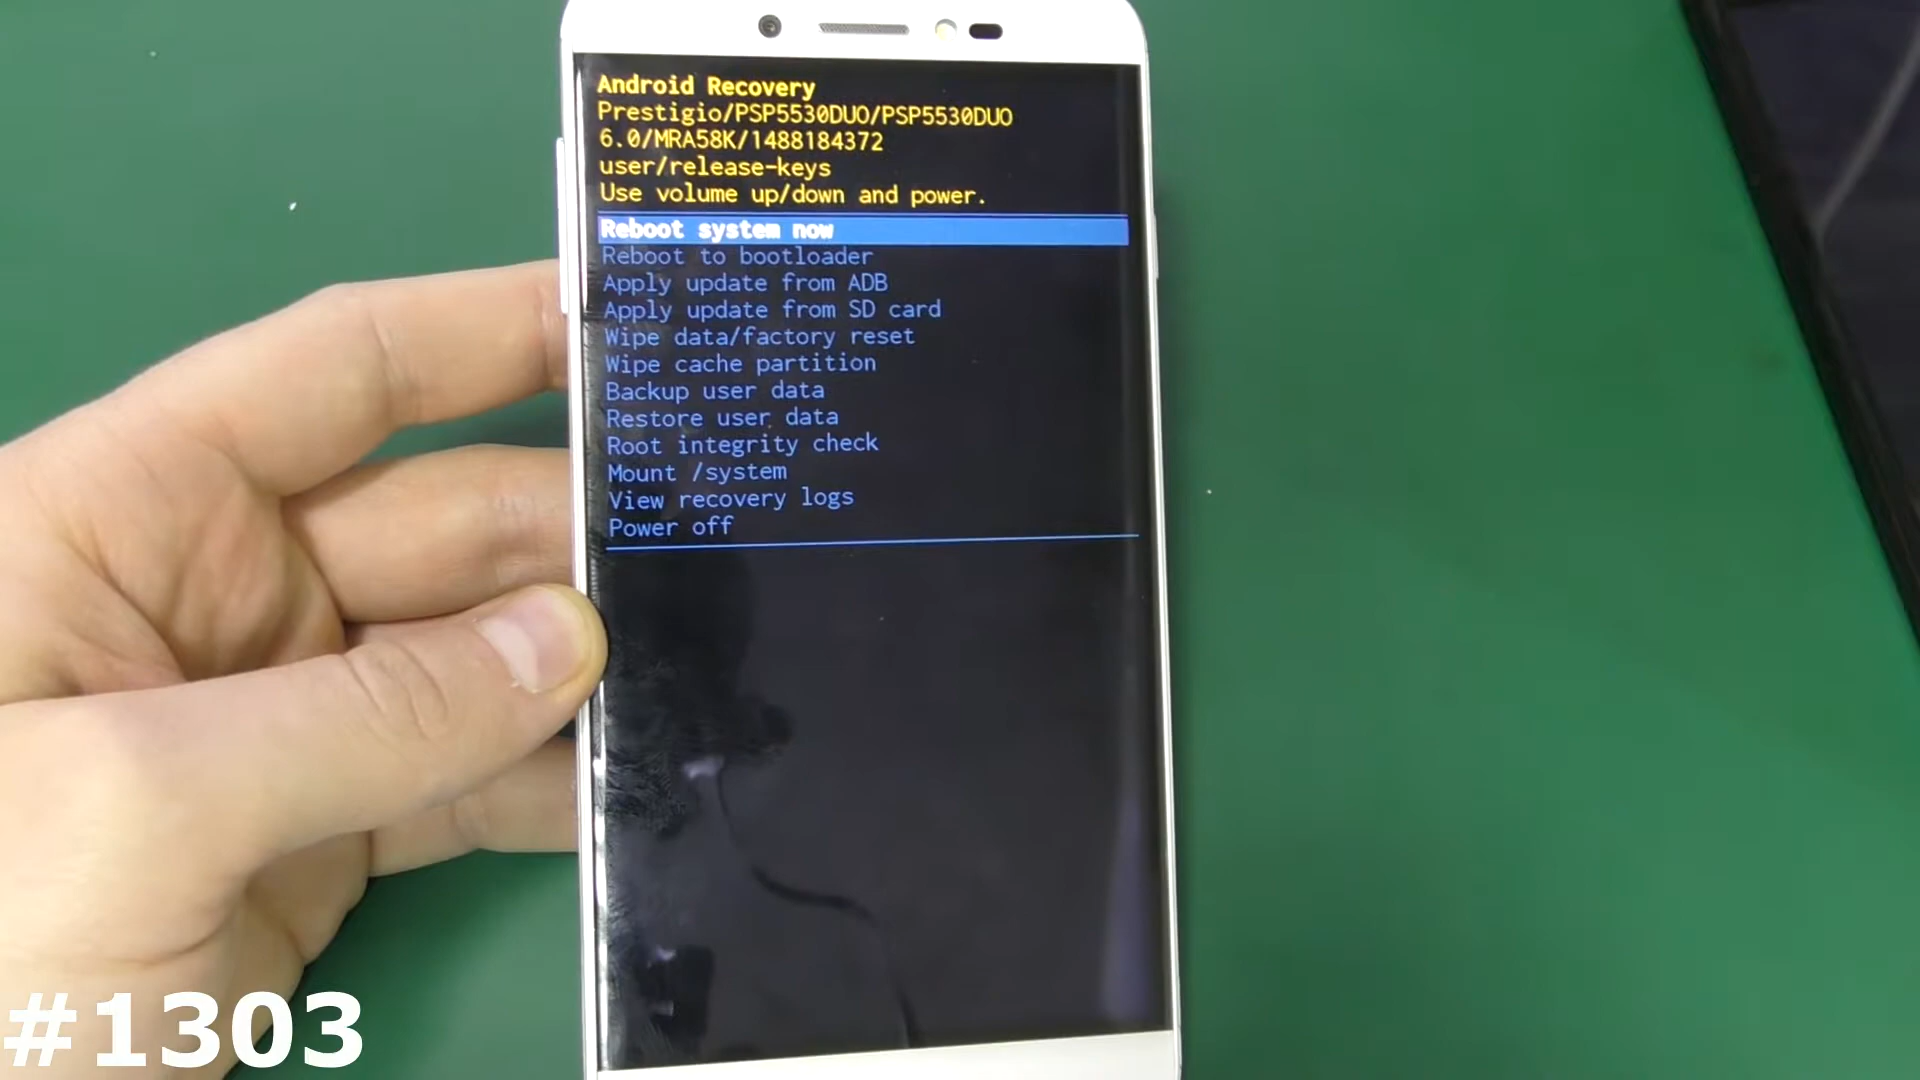 Android Recovery
Prestigio/PSP5530DUO/PSP5530DUO
6.0/MRA58K/1488184372
user/release-keys
Use volume up/down and power.
Reboot system now
Reboot to bootloader
Apply update from ADB
Apply update from SD card
Wipe data/factory reset
Wipe cache partition
Backup user data
Restore user data
Root integrity check
Mount /system
View recovery logs
Power off
#1303